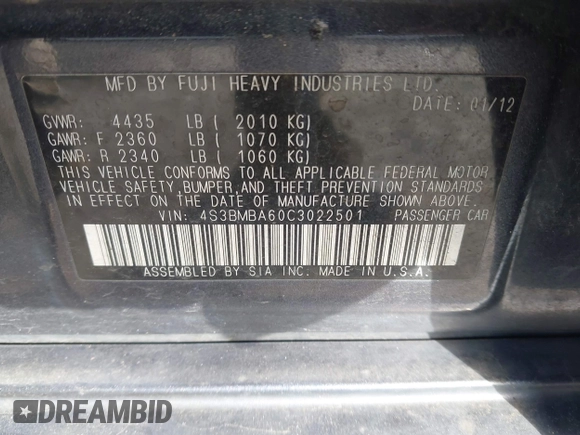 MFD BY FUJI HEAVY INDUSTRIES LTD.
DATE: 01/12
GVWR: 4435 LB ( 2010 KG)
GAWR: F 2360 LB ( 1070 KG)
GAWR: R 2340 LB ( 1060 KG)
THIS VEHICLE CONFORMS TO ALL APPLICABLE FEDERAL MOTOR
VEHICLE SAFETY,BUMPER,AND THEFT PREVENTION STANDARDS
IN EFFECT ON THE DATE OF MANUFACTURE SHOWN ABOVE.
VIN: 4S3BMBA60C3022501 PASSENGER CAR
ASSEMBLED BY SIA INC. MADE IN U.S.A.
DREAMBID